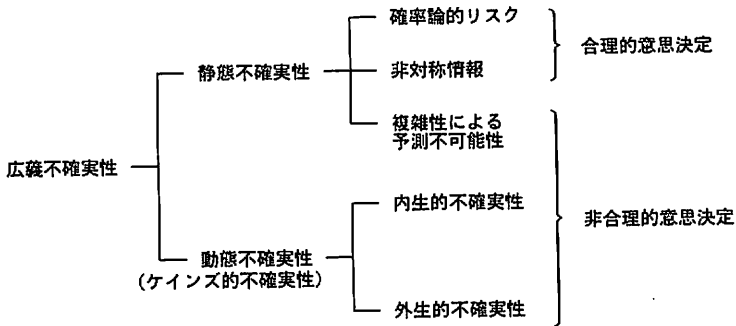 確率論的リスク
合理的意思決定
静態不確実性
非対称情報
複雑性による
予測不可能性
広義不確実性
内生的不確実性
非合理的意思決定
動態不確実性
(ケインズ的不確実性)
外生的不確実性